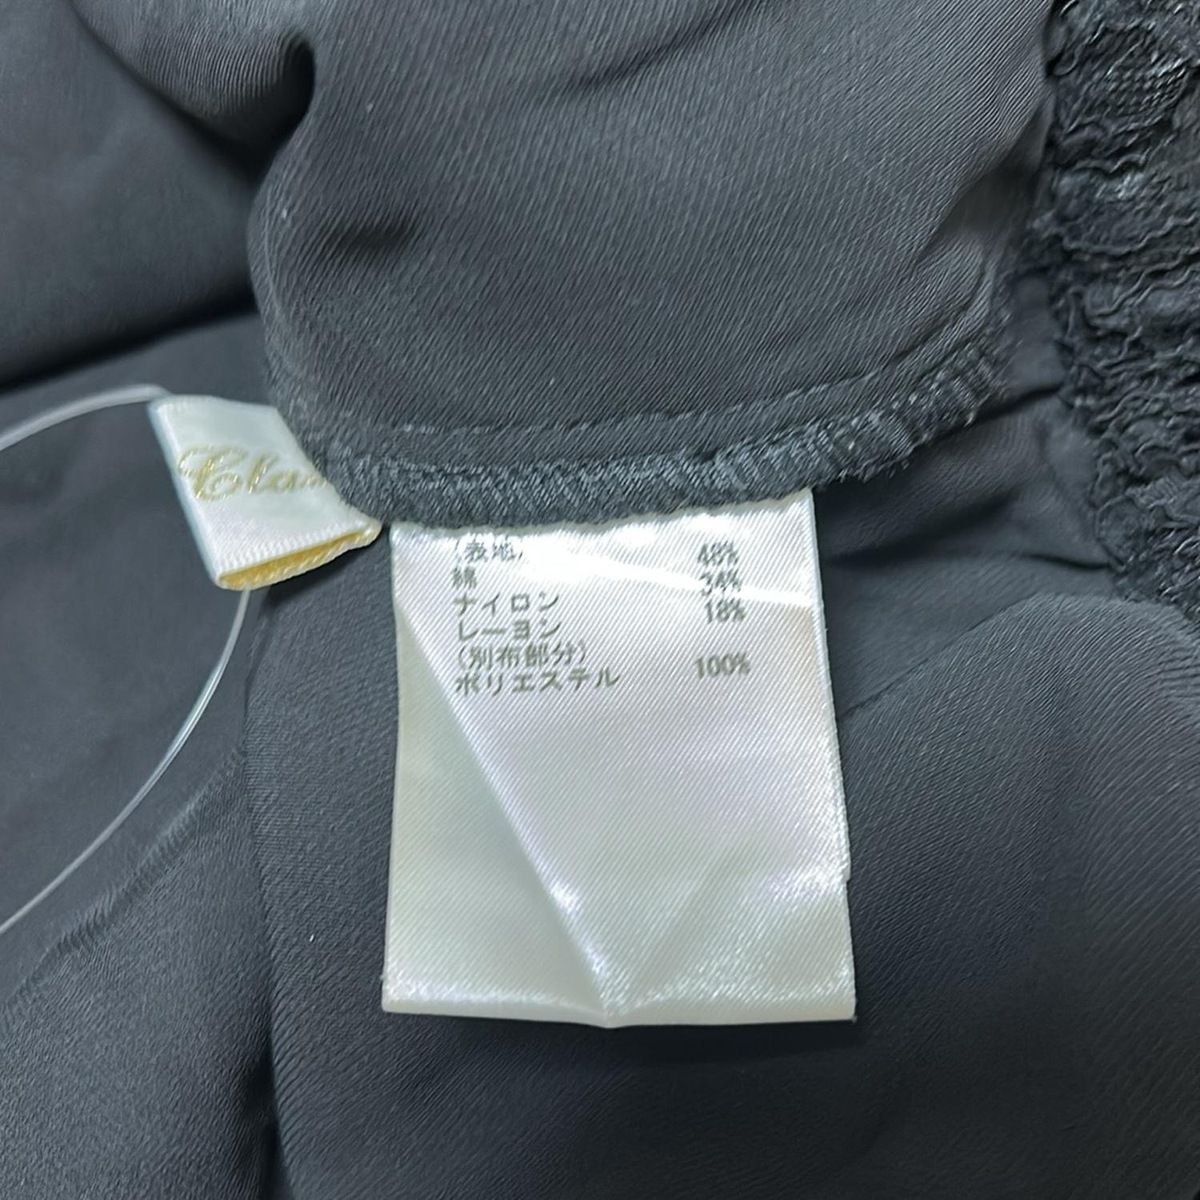 Cla
(表地)
綿 48%
ナイロン 34%
レーヨン 18%
(別布部分)
ポリエステル 100%